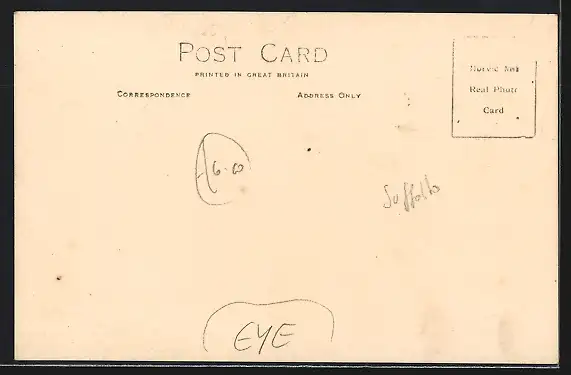 POST CARD
PRINTED IN GREAT BRITAIN
CORRESPONDENCE
ADDRESS ONLY
Real Photo
Card
6.00
Suffolk
EYE